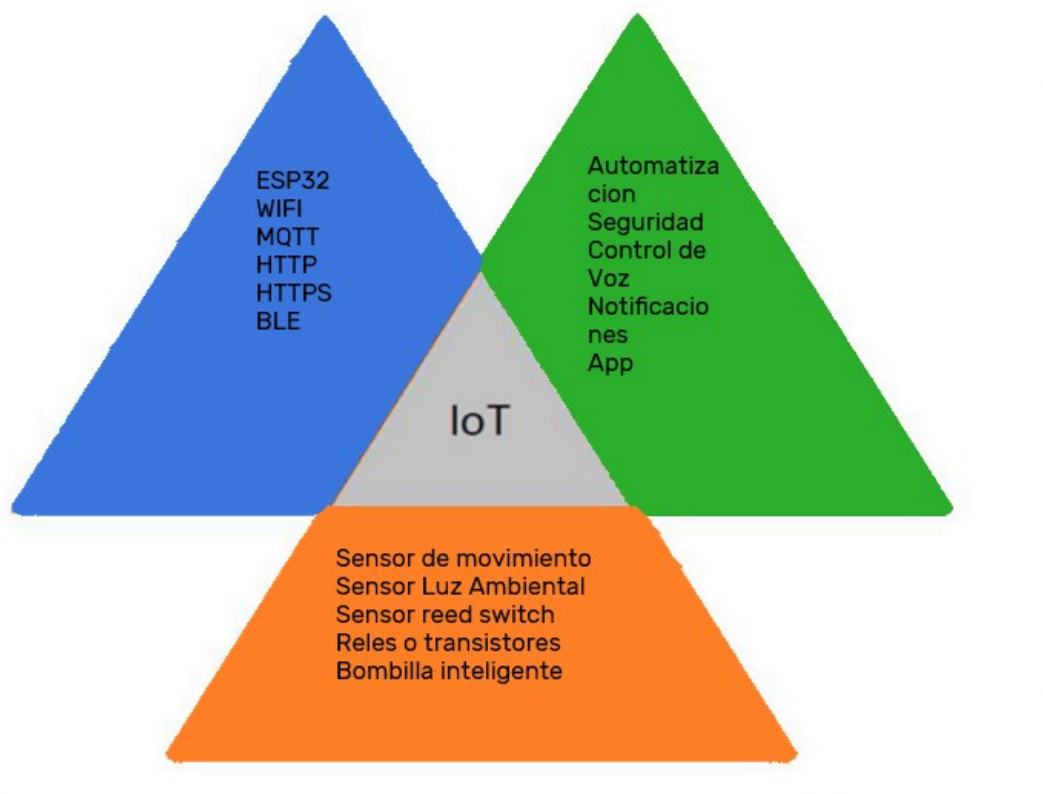 ESP32
WIFI
MQTT
HTTP
HTTPS
BLE
Automatiza
cion
Seguridad
Control de
Voz
Notificacio
nes
App
IoT
Sensor de movimiento
Sensor Luz Ambiental
Sensor reed switch
Reles o transistores
Bombilla inteligente